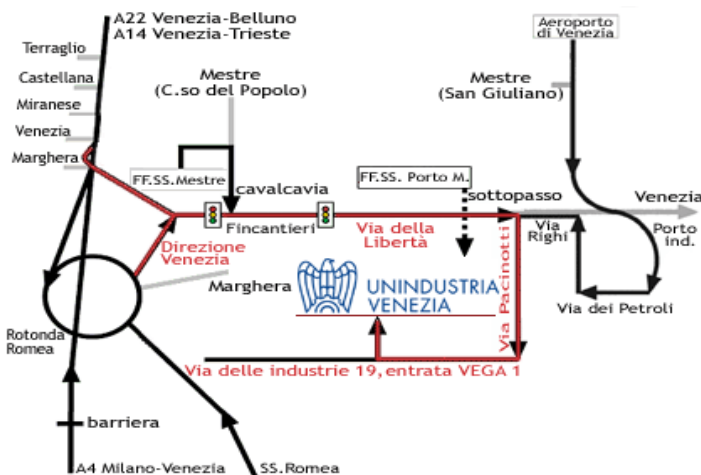 A22 Venezia-Belluno
A14 Venezia-Trieste
Aeroporto
di Venezia
Terraglio
Castellana
Miranese
Venezia
Marghera
Mestre
(C.so del Popolo)
Mestre
(San Giuliano)
FF.SS.Mestre
cavalcavia
FF.SS. Porto M.
sottopasso
Venezia
Fincantieri
Via della
Libertà
Via
Righi
Porto
ind.
Direzione
Venezia
Marghera
UNINDUSTRIA
VENEZIA
Via Pacinotti
Via dei Petroli
Rotonda
Romea
Via delle industrie 19, entrata VEGA 1
barriera
A4 Milano-Venezia
SS.Romea